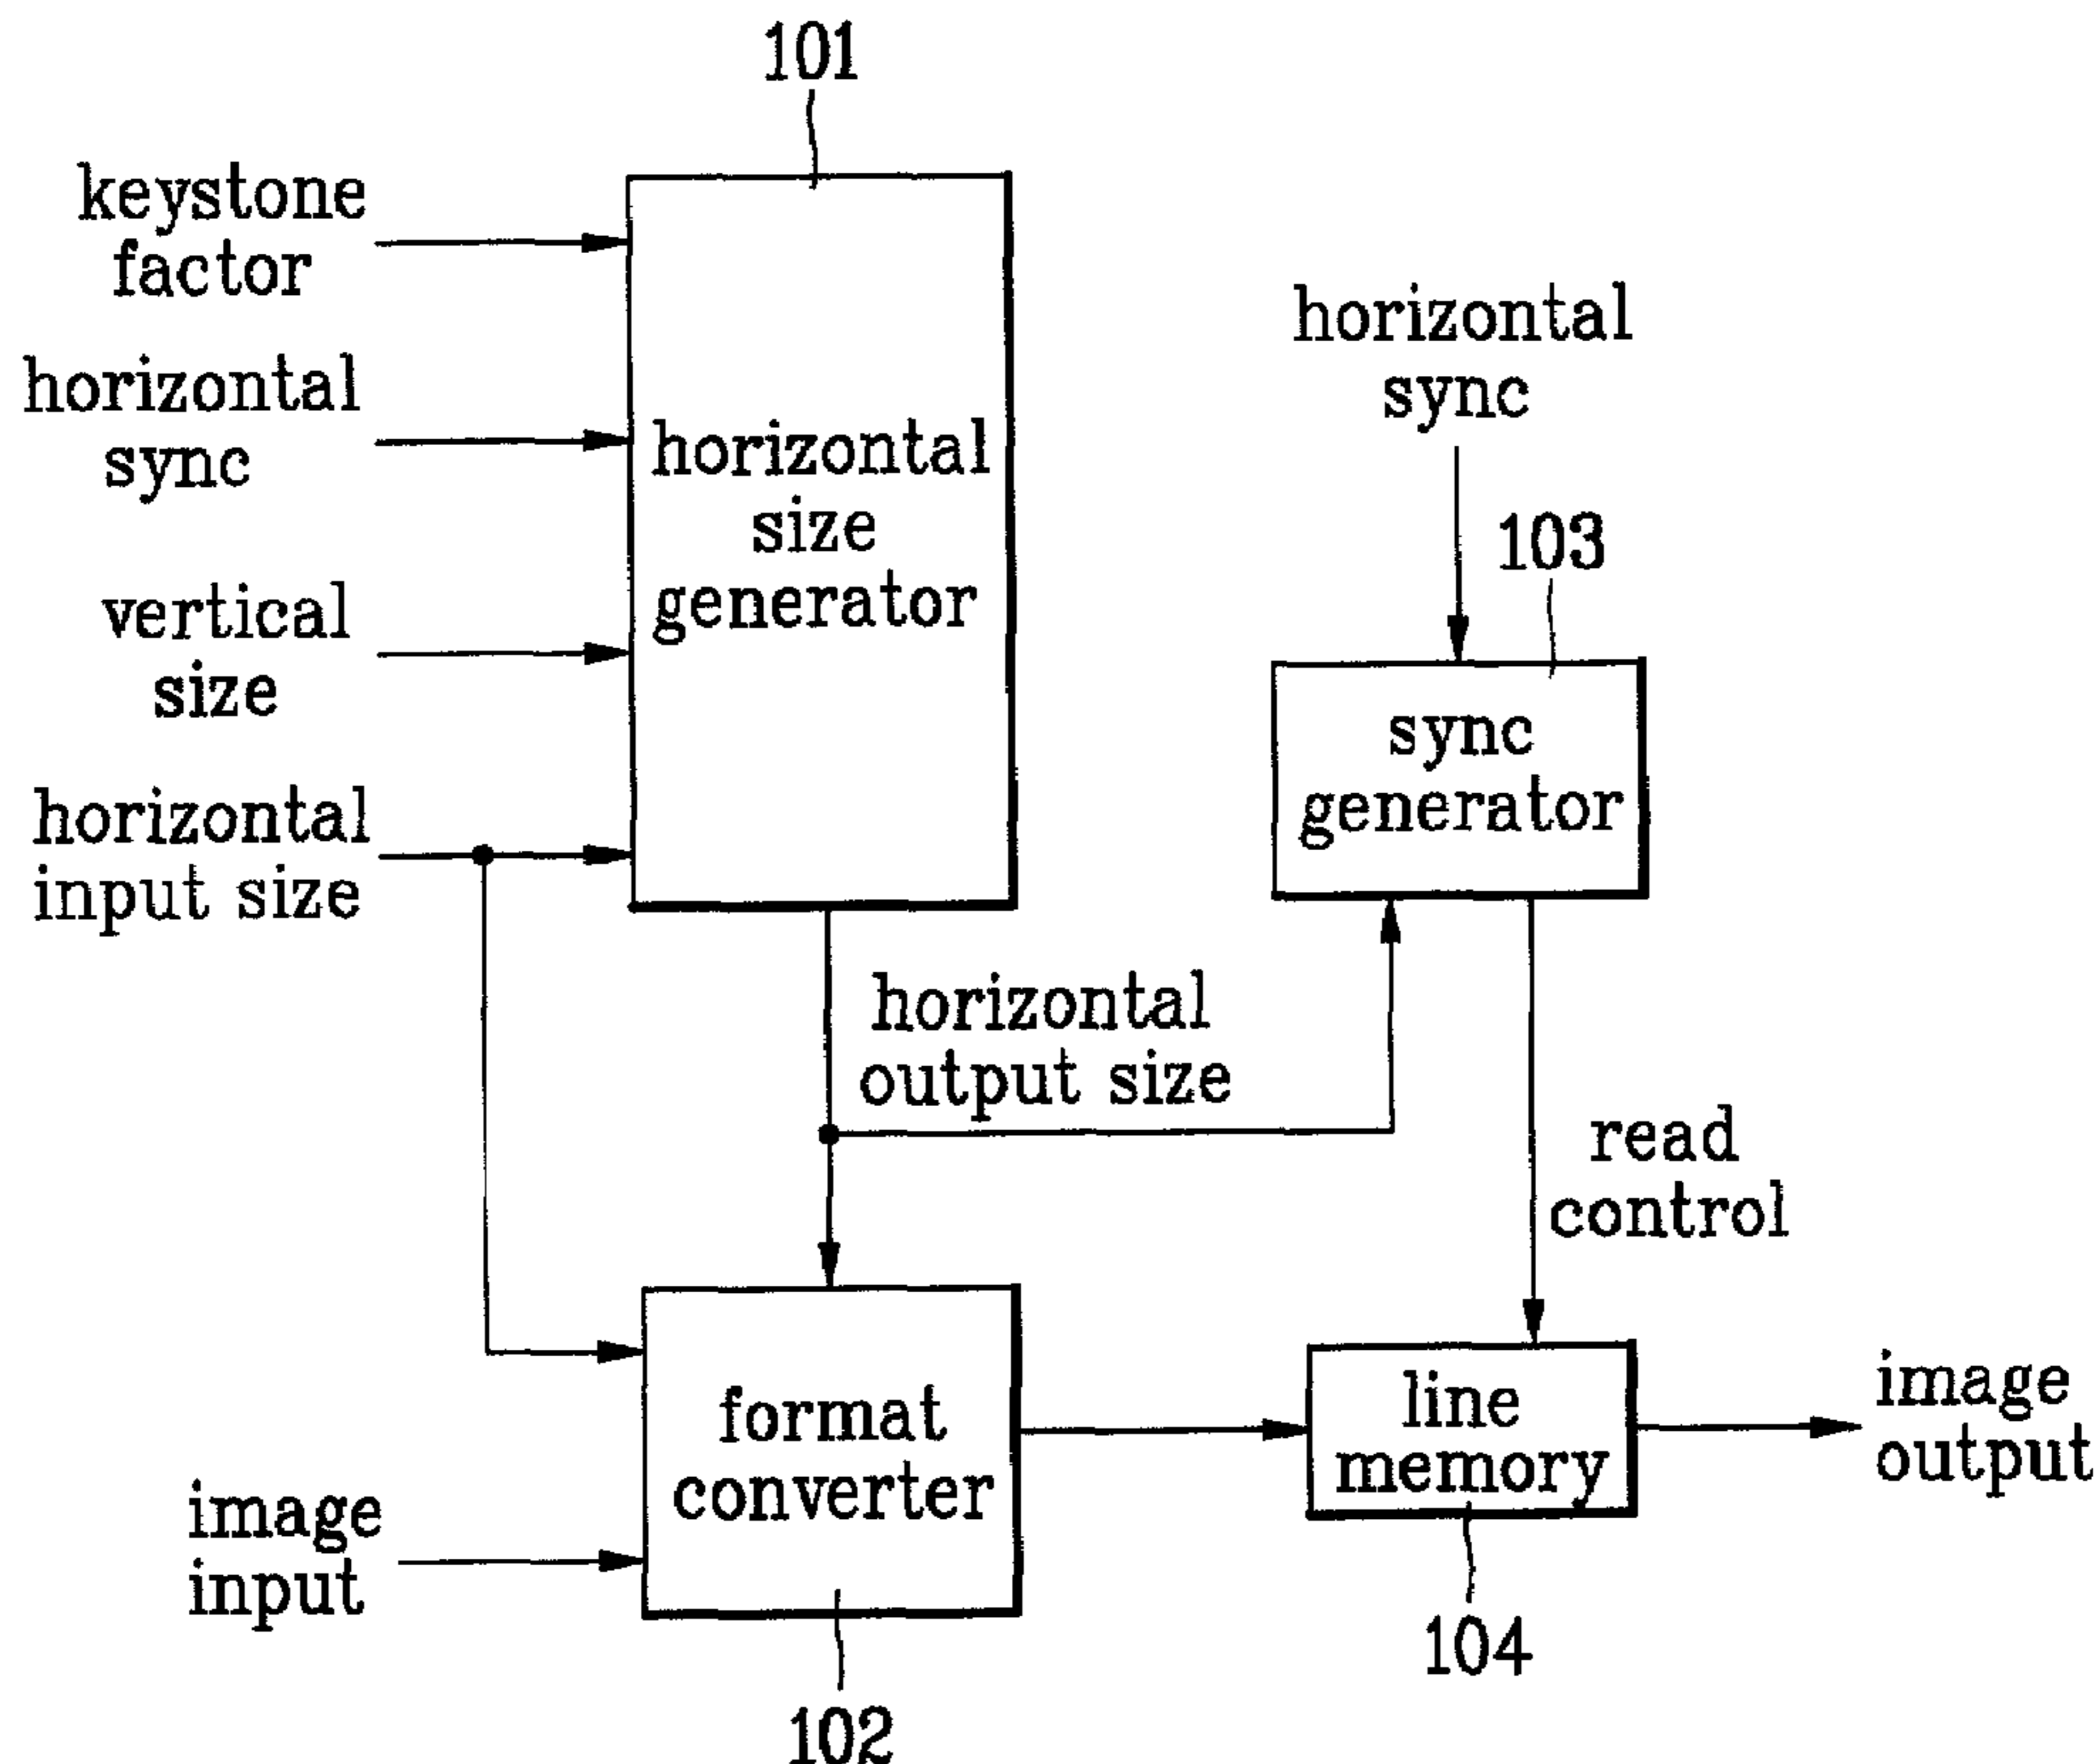 101
keystone
factor
horizontal
sync
vertical
size
horizontal
input size
horizontal
size
generator
horizontal
sync
103
sync
generator
horizontal
output size
read
control
format
converter
line
memory
image
output
image
input
104
102